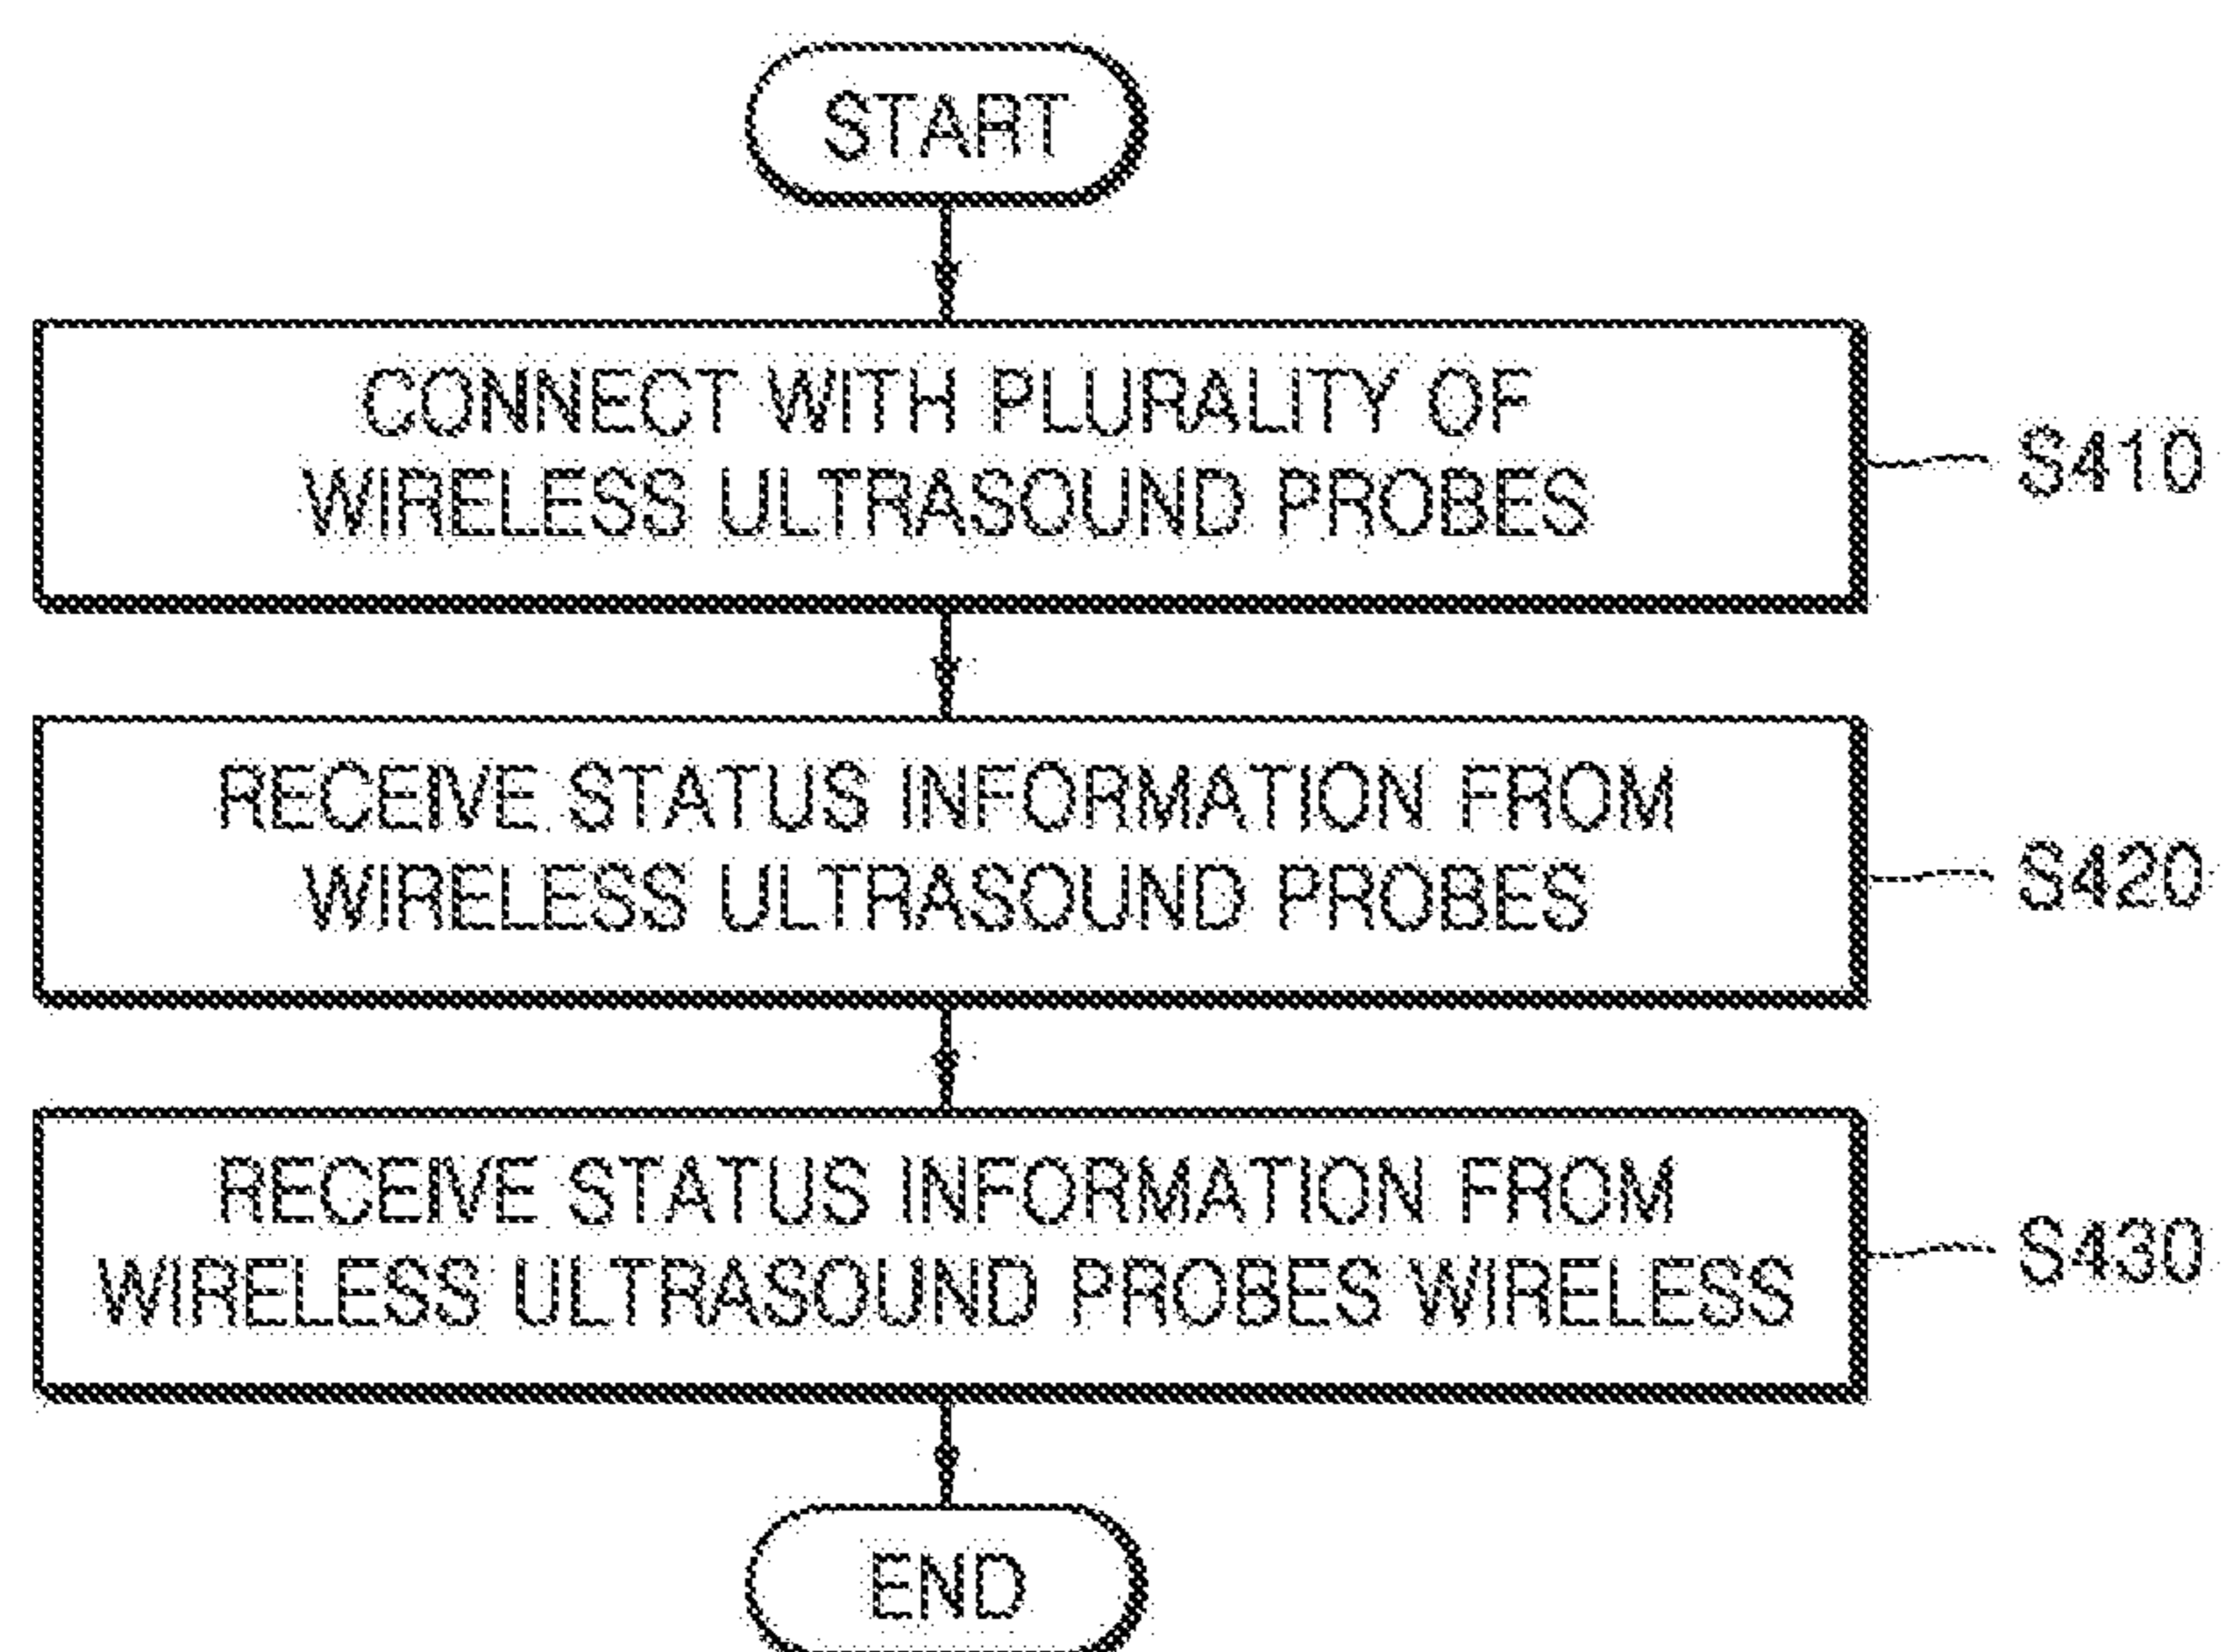 START
CONNECT WITH PLURALITY OF
WIRELESS ULTRASOUND PROBES
S410
RECEIVE STATUS INFORMATION FROM
WIRELESS ULTRASOUND PROBES
S420
RECEIVE STATUS INFORMATION FROM
WIRELESS ULTRASOUND PROBES WIRELESS
S430
END